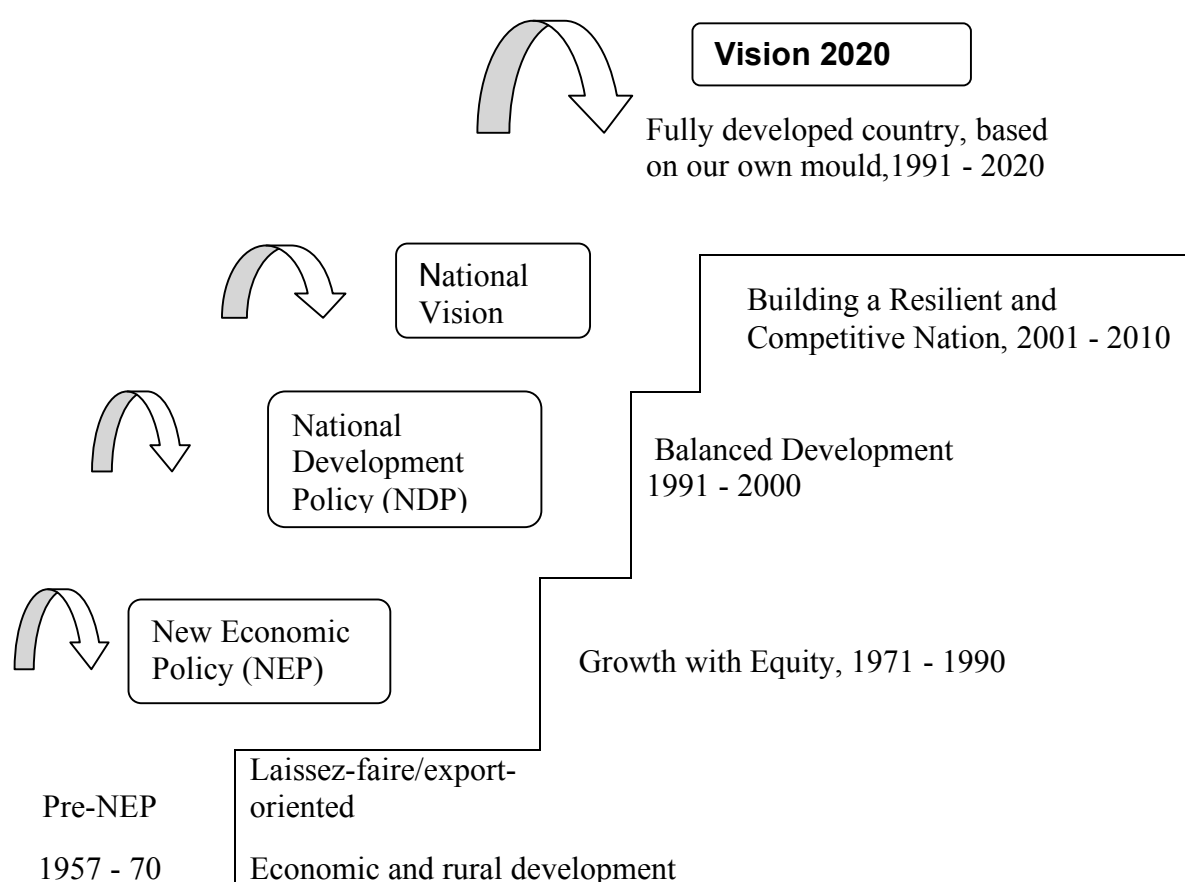 Vision 2020
Fully developed country, based
on our own mould,1991 - 2020
National
Vision
Building a Resilient and
Competitive Nation, 2001 - 2010
National
Development
Policy (NDP)
Balanced Development
1991 - 2000
New Economic
Policy (NEP)
Growth with Equity, 1971 - 1990
Laissez-faire/export-
oriented
Pre-NEP
1957 - 70
Economic and rural development